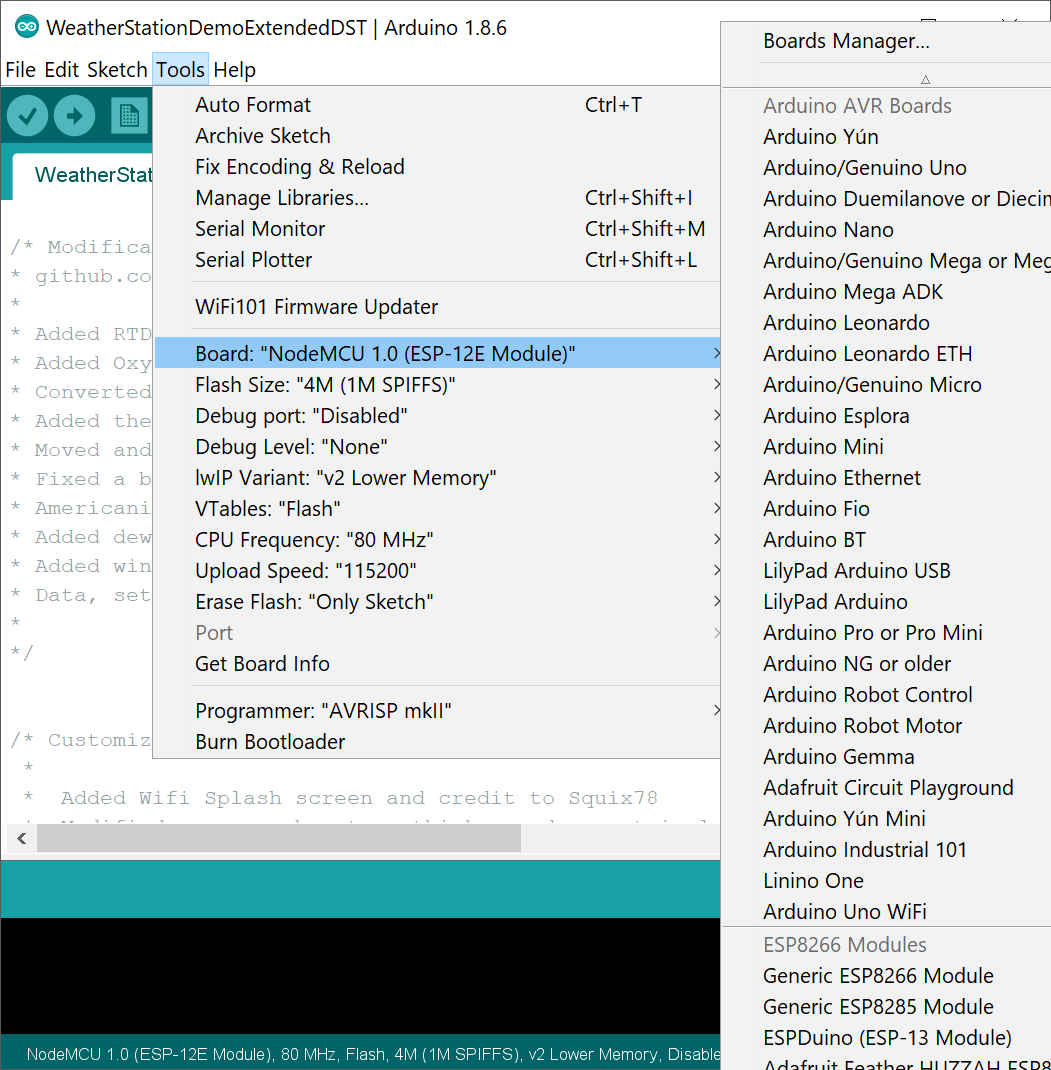 WeatherStationDemoExtendedDST | Arduino 1.8.6
File Edit Sketch Tools Help
WeatherStat
/* Modifica
* github.co
*
* Added RTD
* Added Oxy
* Converted
* Added the
* Moved and
* Fixed a b
* Americani
* Added dew
* Added win
* Data, set
*
*/
/* Customiz
*
* Added Wifi Splash screen and credit to Squix78
Auto Format Ctrl+T
Archive Sketch
Fix Encoding & Reload
Manage Libraries... Ctrl+Shift+I
Serial Monitor Ctrl+Shift+M
Serial Plotter Ctrl+Shift+L
WiFi101 Firmware Updater
Board: "NodeMCU 1.0 (ESP-12E Module)"
Flash Size: "4M (1M SPIFFS)"
Debug port: "Disabled"
Debug Level: "None"
lwIP Variant: "v2 Lower Memory"
VTables: "Flash"
CPU Frequency: "80 MHz"
Upload Speed: "115200"
Erase Flash: "Only Sketch"
Port
Get Board Info
Programmer: "AVRISP mkII"
Burn Bootloader
Boards Manager...
Arduino AVR Boards
Arduino Yún
Arduino/Genuino Uno
Arduino Duemilanove or Diecin
Arduino Nano
Arduino/Genuino Mega or Meg
Arduino Mega ADK
Arduino Leonardo
Arduino Leonardo ETH
Arduino/Genuino Micro
Arduino Esplora
Arduino Mini
Arduino Ethernet
Arduino Fio
Arduino BT
LilyPad Arduino USB
LilyPad Arduino
Arduino Pro or Pro Mini
Arduino NG or older
Arduino Robot Control
Arduino Robot Motor
Arduino Gemma
Adafruit Circuit Playground
Arduino Yún Mini
Arduino Industrial 101
Linino One
Arduino Uno WiFi
ESP8266 Modules
Generic ESP8266 Module
Generic ESP8285 Module
ESPDuino (ESP-13 Module)
Adafruit Feather HUZZAH ESP8
NodeMCU 1.0 (ESP-12E Module), 80 MHz, Flash, 4M (1M SPIFFS), v2 Lower Memory, Disable